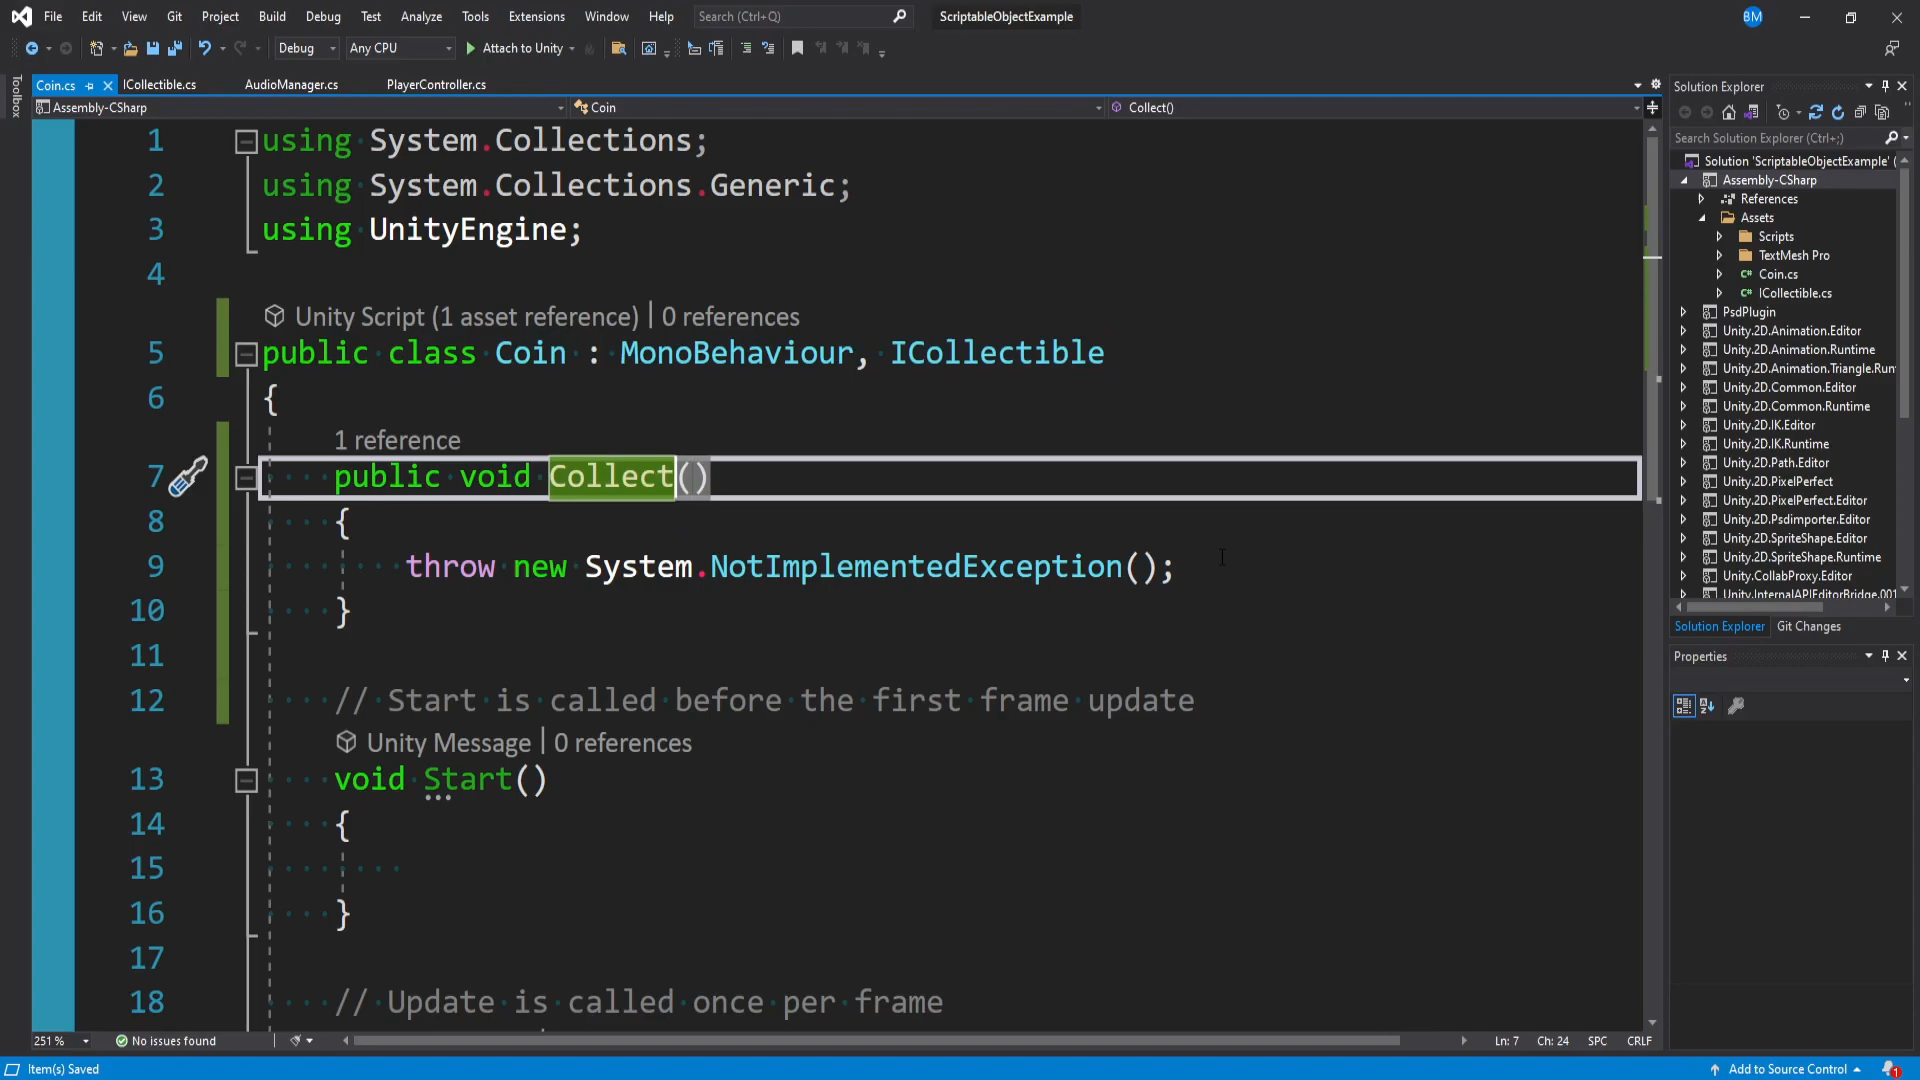 File Edit View Git Project Build Debug Test Analyze Tools Extensions Window Help Search (Ctrl+Q) ScriptableObjectExample BM
Debug Any CPU Attach to Unity
Toolbox
Coin.cs ICollectible.cs AudioManager.cs PlayerController.cs
Assembly-CSharp Coin Collect()
1 using System.Collections;
2 using System.Collections.Generic;
3 using UnityEngine;
4
Unity Script (1 asset reference) | 0 references
5 public class Coin : MonoBehaviour, ICollectible
6 {
1 reference
7 public void Collect()
8 {
9 throw new System.NotImplementedException();
10 }
11
12 // Start is called before the first frame update
Unity Message | 0 references
13 void Start()
14 {
15
16 }
17
18 // Update is called once per frame
251 % No issues found Ln: 7 Ch: 24 SPC CRLF
Item(s) Saved Add to Source Control 1
Solution Explorer
Search Solution Explorer (Ctrl+;)
Solution 'ScriptableObjectExample' (
Assembly-CSharp
References
Assets
Scripts
TextMesh Pro
C# Coin.cs
C# ICollectible.cs
PsdPlugin
Unity.2D.Animation.Editor
Unity.2D.Animation.Runtime
Unity.2D.Animation.Triangle.Run
Unity.2D.Common.Editor
Unity.2D.Common.Runtime
Unity.2D.IK.Editor
Unity.2D.IK.Runtime
Unity.2D.Path.Editor
Unity.2D.PixelPerfect
Unity.2D.PixelPerfect.Editor
Unity.2D.Psdimporter.Editor
Unity.2D.SpriteShape.Editor
Unity.2D.SpriteShape.Runtime
Unity.CollabProxy.Editor
Unity.InternalAPIEditorBridge.001
Solution Explorer Git Changes
Properties